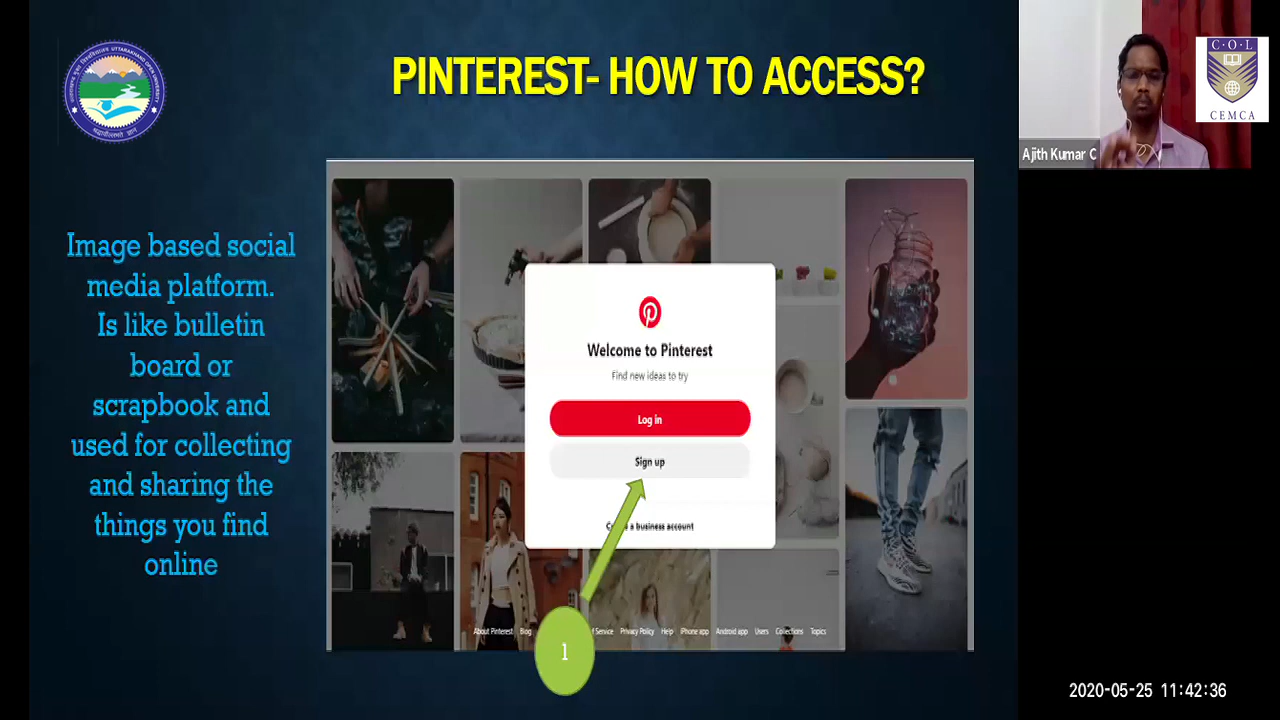 PINTEREST- HOW TO ACCESS?
C·O·L
CEMCA
Ajith Kumar C
Image based social
media platform.
Is like bulletin
board or
scrapbook and
used for collecting
and sharing the
things you find
online
Welcome to Pinterest
Find new ideas to try
Log in
Sign up
a business account
About Pinterest Blog Service Privacy Policy Help iPhone app Android app Users Collections Topics
1
2020-05-25 11:42:36